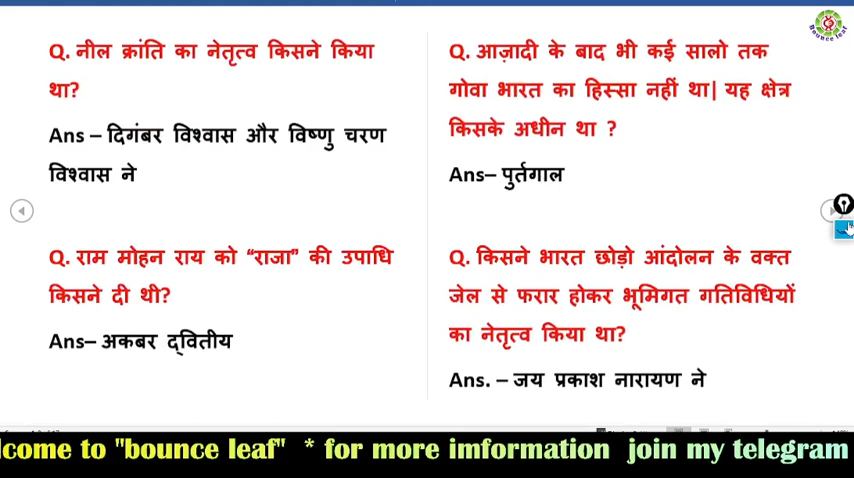 Q. नील क्रांति का नेतृत्व किसने किया
था?
Ans – दिगंबर विश्वास और विष्णु चरण
विश्वास ने
Q. राम मोहन राय को “राजा” की उपाधि
किसने दी थी?
Ans– अकबर द्वितीय
Q. आज़ादी के बाद भी कई सालो तक
गोवा भारत का हिस्सा नहीं था| यह क्षेत्र
किसके अधीन था ?
Ans– पुर्तगाल
Q. किसने भारत छोड़ो आंदोलन के वक्त
जेल से फरार होकर भूमिगत गतिविधियों
का नेतृत्व किया था?
Ans. – जय प्रकाश नारायण ने
Bounce leaf
lcome to "bounce leaf" * for more imformation join my telegram